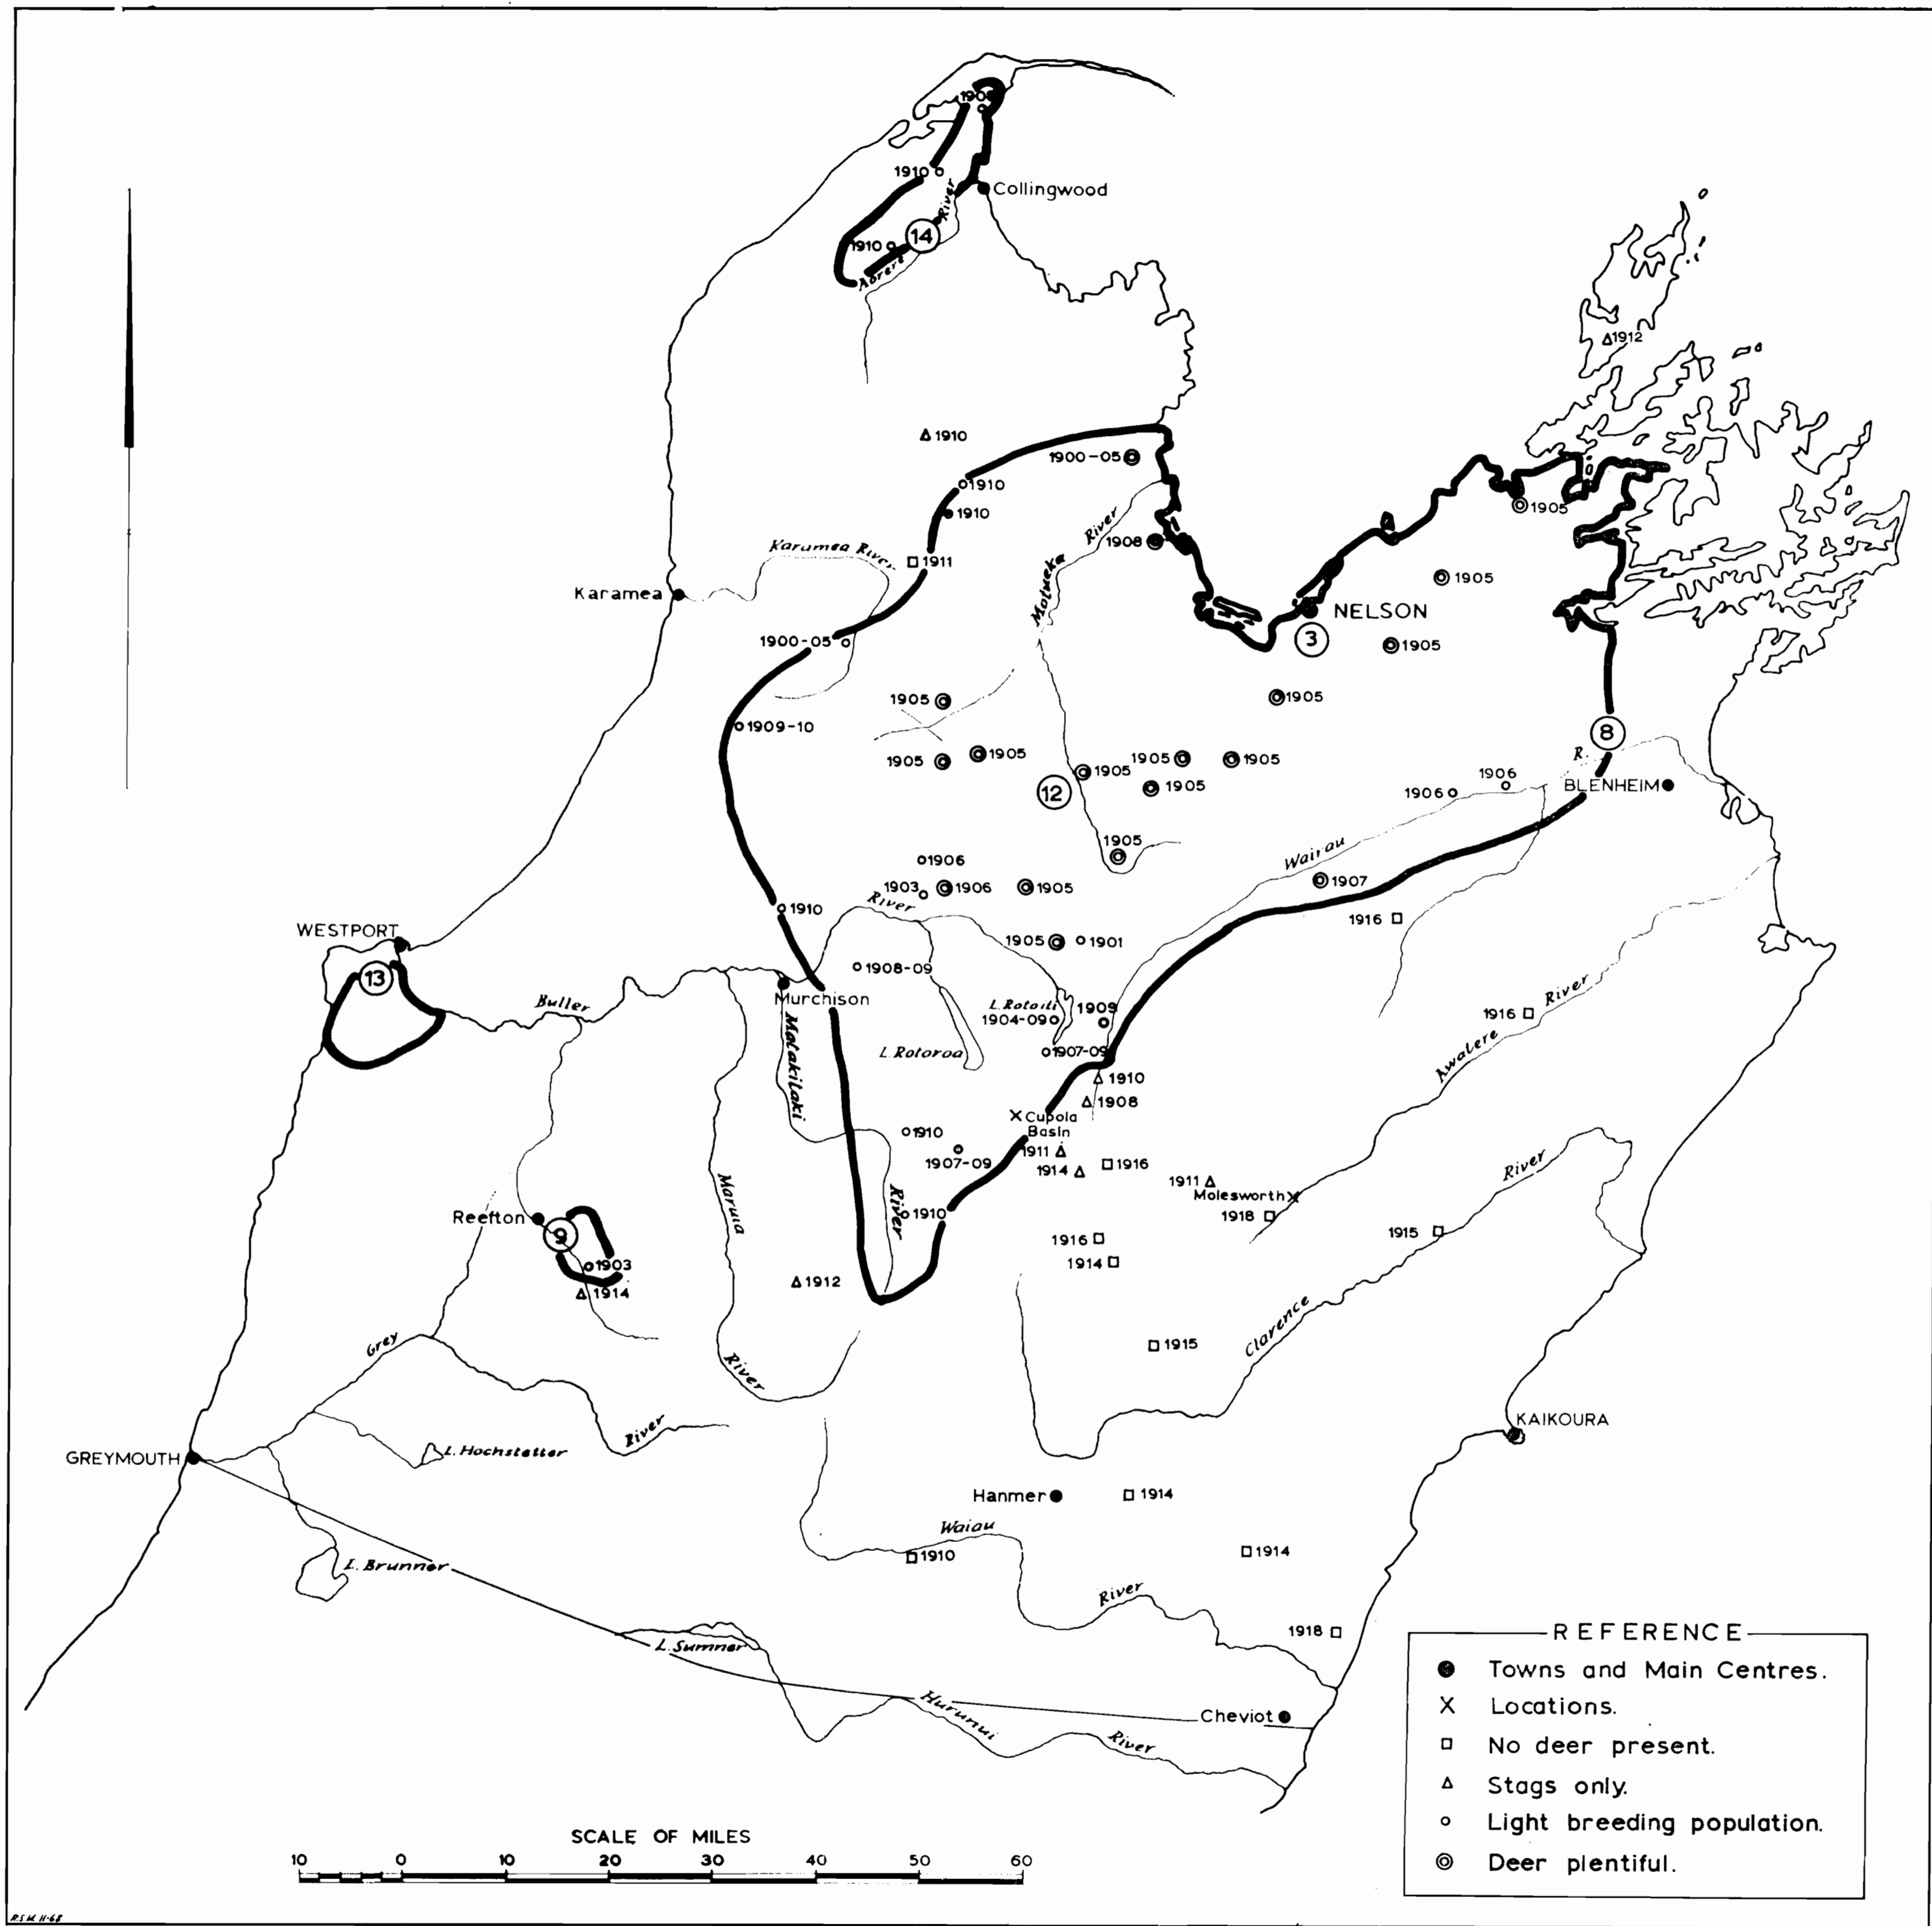 1910
14
River
Collingwood
1910
Aorere
1912
1910
1900-05
1910
1910
1905
River
1908
Karumea River
1911
Motueka
1905
Karamea
NELSON
3
1900-05
1905
1905
1905
1909-10
8
1905
1905
1905
1905
1905
R.
12
1905
1906
1906
BLENHEIM
1905
Wairau
1906
1903
1906
1905
1907
River
1910
1916
WESTPORT
1905
1901
13
1908-09
Murchison
Buller
L. Rotoiti
1909
1904-09
River
1916
Matakitaki
L. Rotoroa
1907-09
Awatere
1910
1908
Cupola
Basin
1910
1911
1907-09
1914
1916
River
1911
Molesworth
Maruia
River
1910
1918
Reefton
9
1916
1915
1903
1914
1914
1912
Clarence
Grey
1915
River
River
KAIKOURA
GREYMOUTH
L. Hochstetter
Hanmer
1914
Waiau
1910
1914
L. Brunner
River
1918
L. Sumner
Hurunui
Cheviot
River
REFERENCE
Towns and Main Centres.
X Locations.
No deer present.
Stags only.
Light breeding population.
Deer plentiful.
SCALE OF MILES
10 0 10 20 30 40 50 60
R.S.M. 11-68